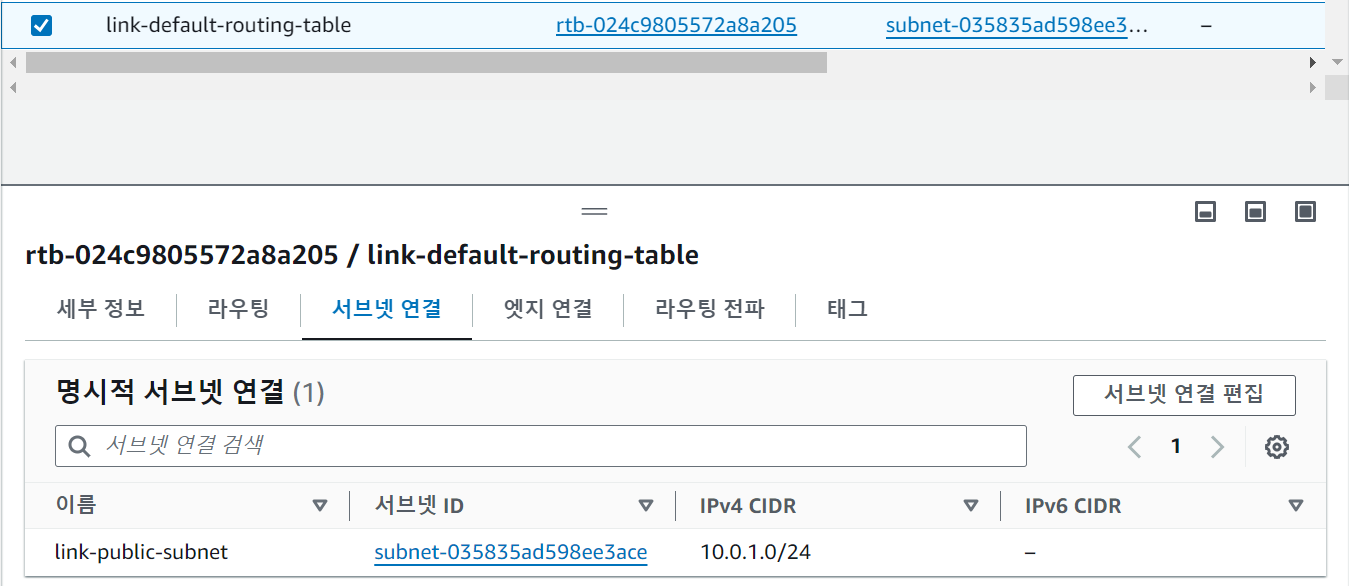 link-default-routing-table rtb-024c9805572a8a205 subnet-035835ad598ee3... –
rtb-024c9805572a8a205 / link-default-routing-table
세부 정보 라우팅 서브넷 연결 엣지 연결 라우팅 전파 태그
명시적 서브넷 연결 (1) 서브넷 연결 편집
서브넷 연결 검색 1
이름 서브넷 ID IPv4 CIDR IPv6 CIDR
link-public-subnet subnet-035835ad598ee3ace 10.0.1.0/24 –